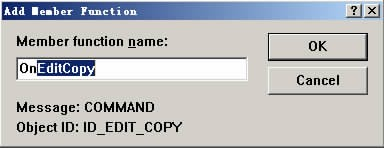 Add Member Function
Member function name:
OnEditCopy
OK
Cancel
Message: COMMAND
Object ID: ID_EDIT_COPY